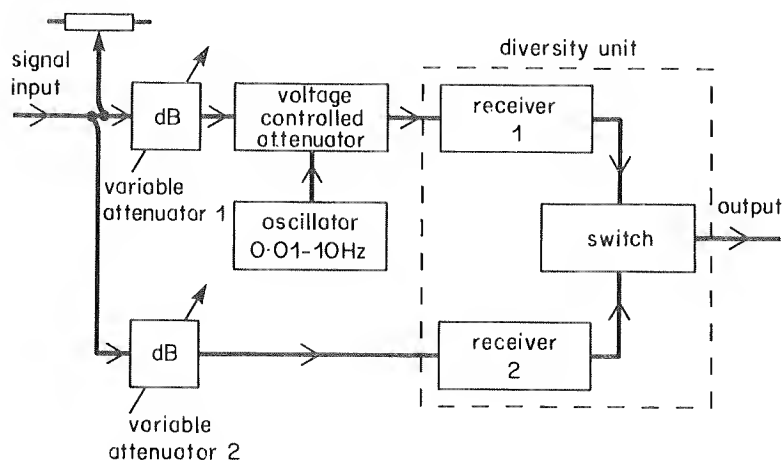 diversity unit
signal
input
dB
variable
attenuator 1
voltage
controlled
attenuator
oscillator
0·01–10Hz
receiver
1
switch
output
dB
variable
attenuator 2
receiver
2